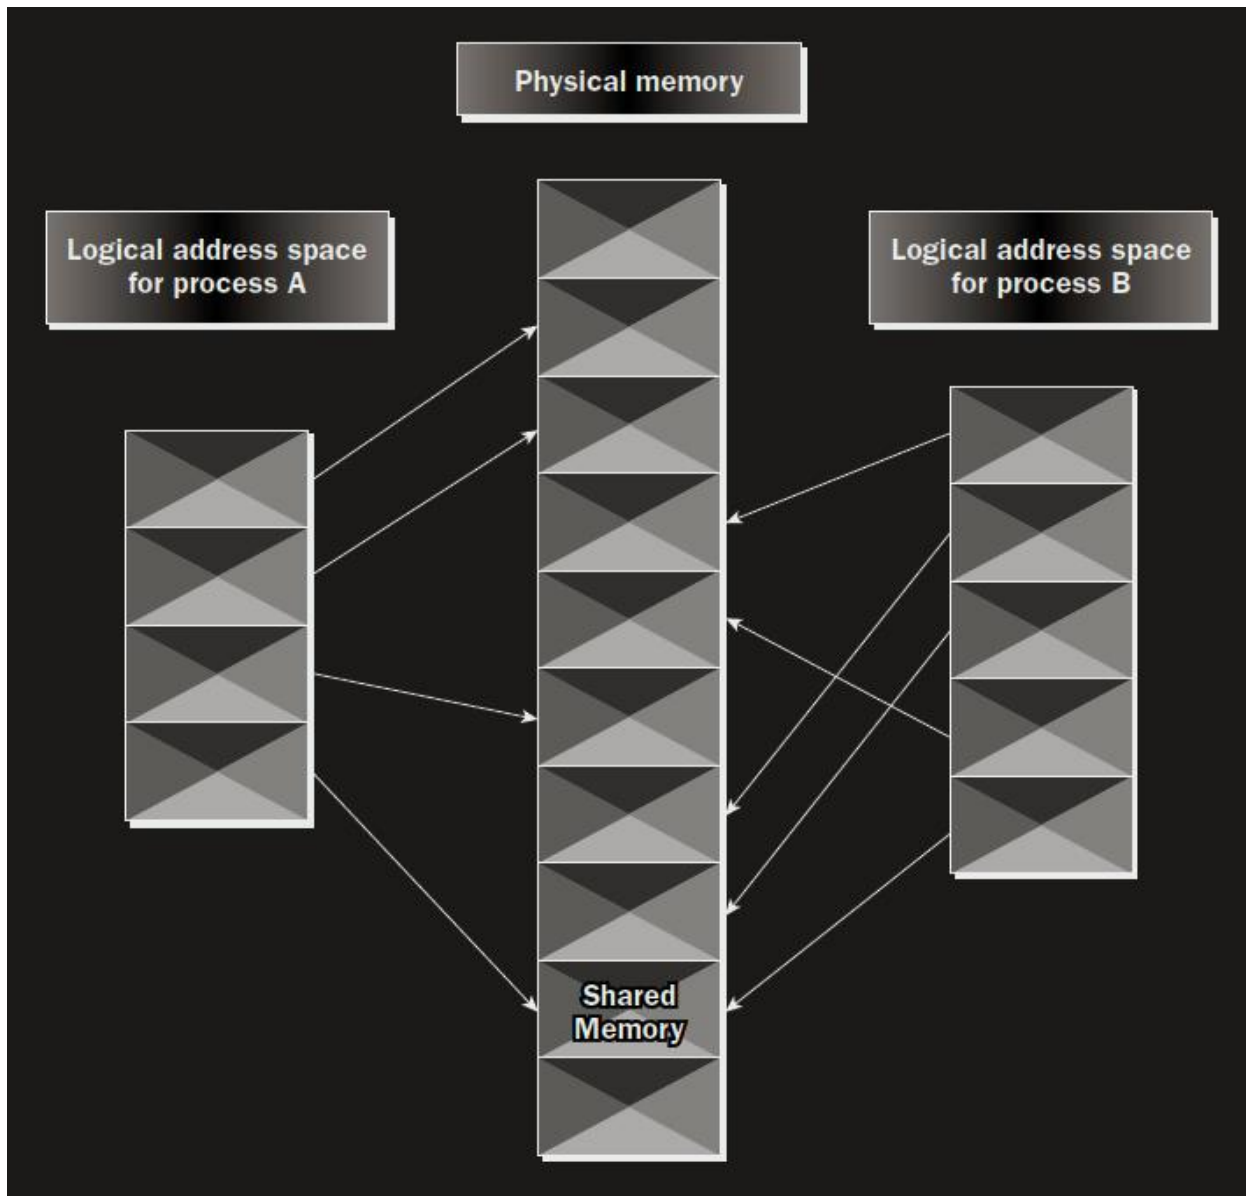 Physical memory
Logical address space
for process A
Logical address space
for process B
Shared
Memory